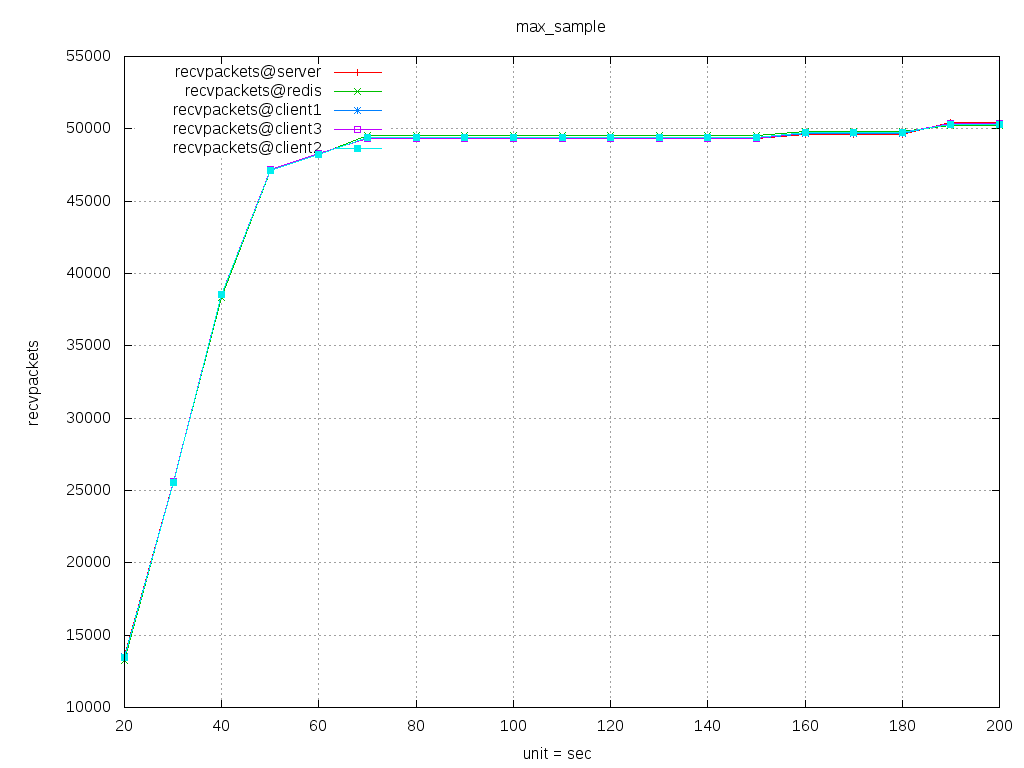 max_sample
55000
50000
45000
40000
35000
30000
25000
20000
15000
10000
recvpackets@server
recvpackets@redis
recvpackets@client1
recvpackets@client3
recvpackets@client2
recvpackets
20 40 60 80 100 120 140 160 180 200
unit = sec